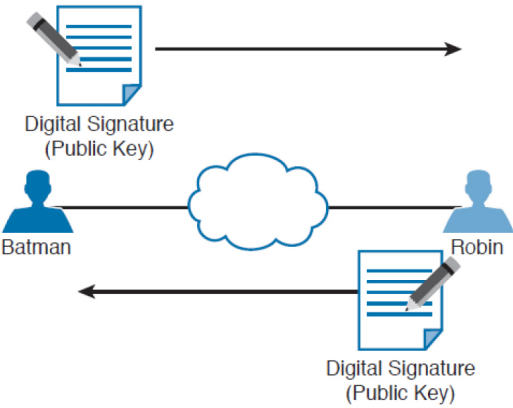 Digital Signature
(Public Key)
Batman
Robin
Digital Signature
(Public Key)